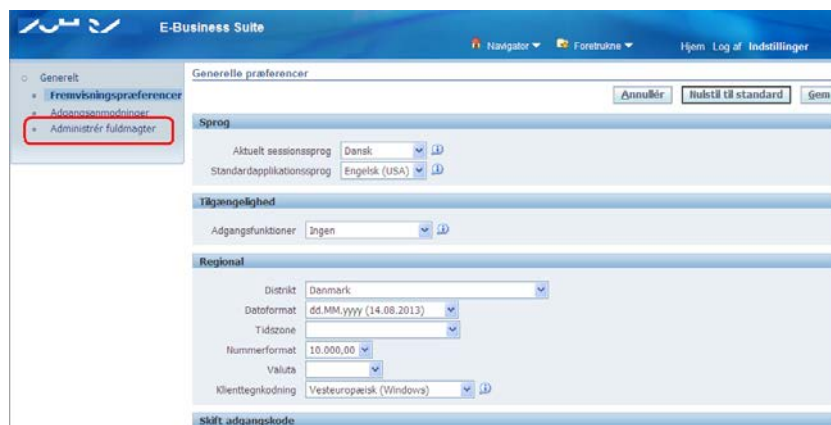 E-Business Suite
Navigator Foretrukne Hjem Log af Indstillinger
Generelt
Fremvisningspræferencer
Adgangsanmodninger
Administrér fuldmagter
Generelle præferencer
Annullér Nulstil til standard Gem
Sprog
Aktuelt sessionssprog Dansk
Standardapplikationssprog Engelsk (USA)
Tilgængelighed
Adgangsfunktioner Ingen
Regional
Distrikt Danmark
Datoformat dd.MM.yyyy (14.08.2013)
Tidszone
Nummerformat 10.000,00
Valuta
Klienttegnkodning Vesteuropæisk (Windows)
Skift adgangskode